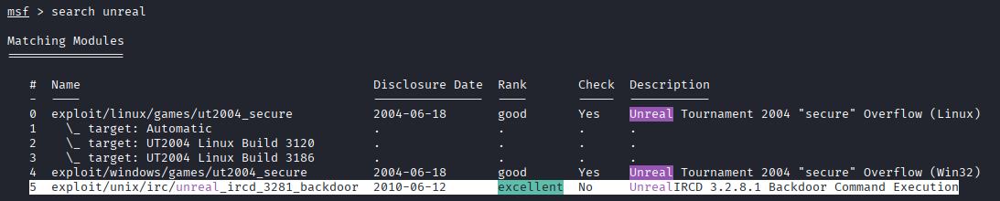 msf > search unreal
Matching Modules
================
# Name Disclosure Date Rank Check Description
- ---- --------------- ---- ----- -----------
0 exploit/linux/games/ut2004_secure 2004-06-18 good Yes Unreal Tournament 2004 "secure" Overflow (Linux)
1 \_ target: Automatic . . . .
2 \_ target: UT2004 Linux Build 3120 . . . .
3 \_ target: UT2004 Linux Build 3186 . . . .
4 exploit/windows/games/ut2004_secure 2004-06-18 good Yes Unreal Tournament 2004 "secure" Overflow (Win32)
5 exploit/unix/irc/unreal_ircd_3281_backdoor 2010-06-12 excellent No UnrealIRCD 3.2.8.1 Backdoor Command Execution